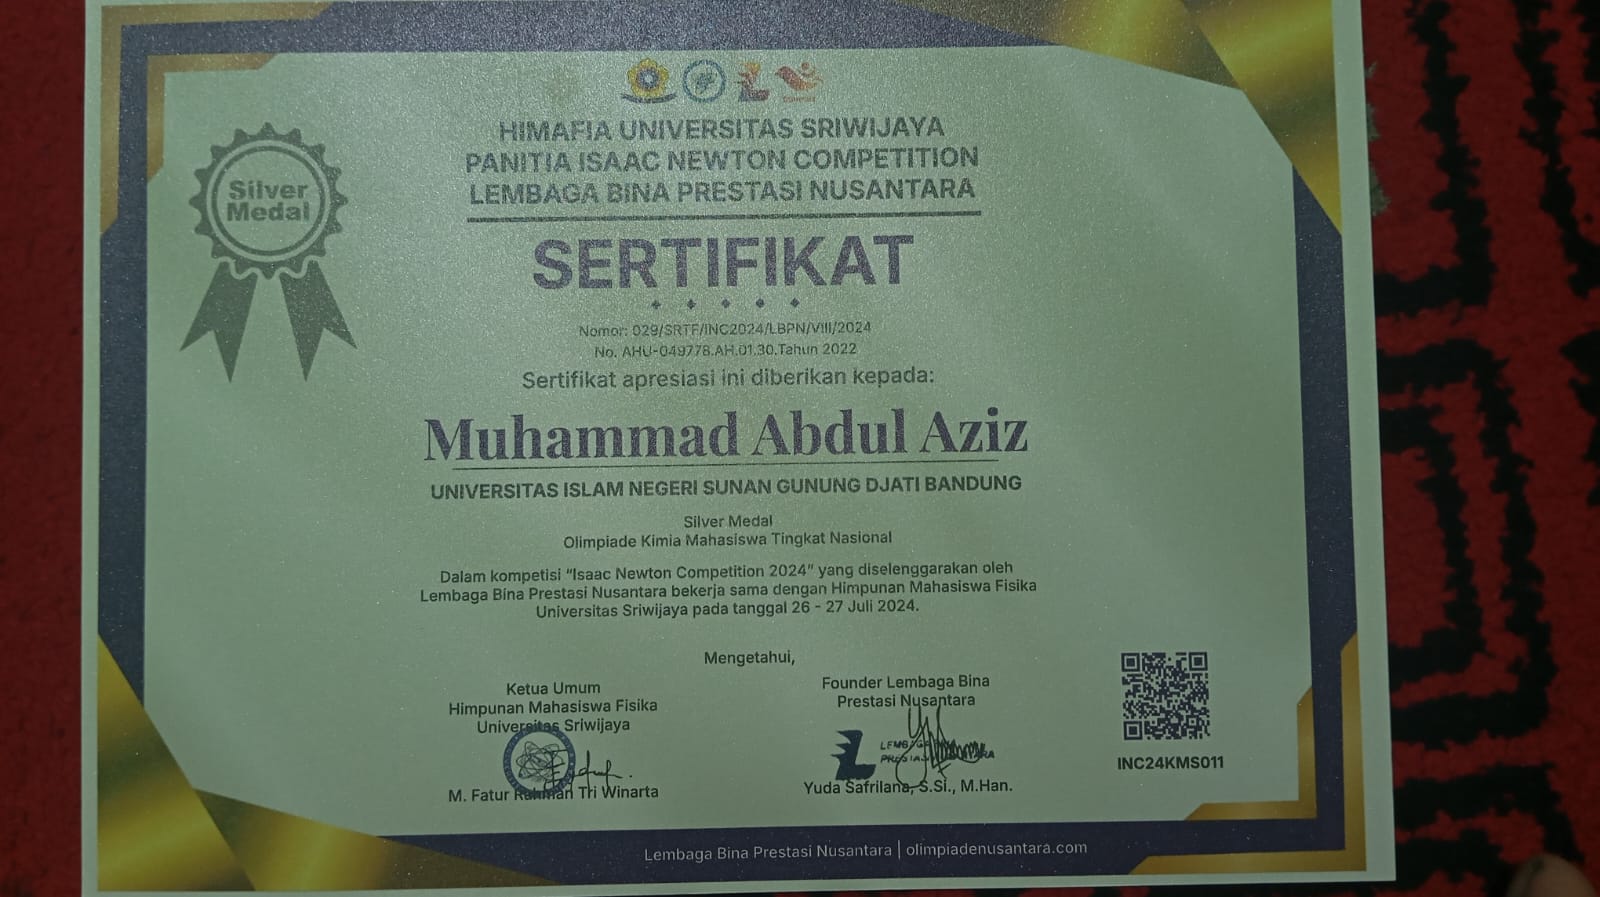 HIMAFIA UNIVERSITAS SRIWIJAYA
PANITIA ISAAC NEWTON COMPETITION
LEMBAGA BINA PRESTASI NUSANTARA
Silver
Medal
SERTIFIKAT
Nomor: 029/SRTF/INC2024/LBPN/VIII/2024
No. AHU-049778.AH.01.30.Tahun 2022
Sertifikat apresiasi ini diberikan kepada:
Muhammad Abdul Aziz
UNIVERSITAS ISLAM NEGERI SUNAN GUNUNG DJATI BANDUNG
Silver Medal
Olimpiade Kimia Mahasiswa Tingkat Nasional
Dalam kompetisi “Isaac Newton Competition 2024” yang diselenggarakan oleh
Lembaga Bina Prestasi Nusantara bekerja sama dengan Himpunan Mahasiswa Fisika
Universitas Sriwijaya pada tanggal 26 - 27 Juli 2024.
Mengetahui,
Ketua Umum
Himpunan Mahasiswa Fisika
Universitas Sriwijaya
M. Fatur Rahman Tri Winarta
Founder Lembaga Bina
Prestasi Nusantara
Yuda Safrilana, S.Si., M.Han.
INC24KMS011
Lembaga Bina Prestasi Nusantara | olimpiadenusantara.com